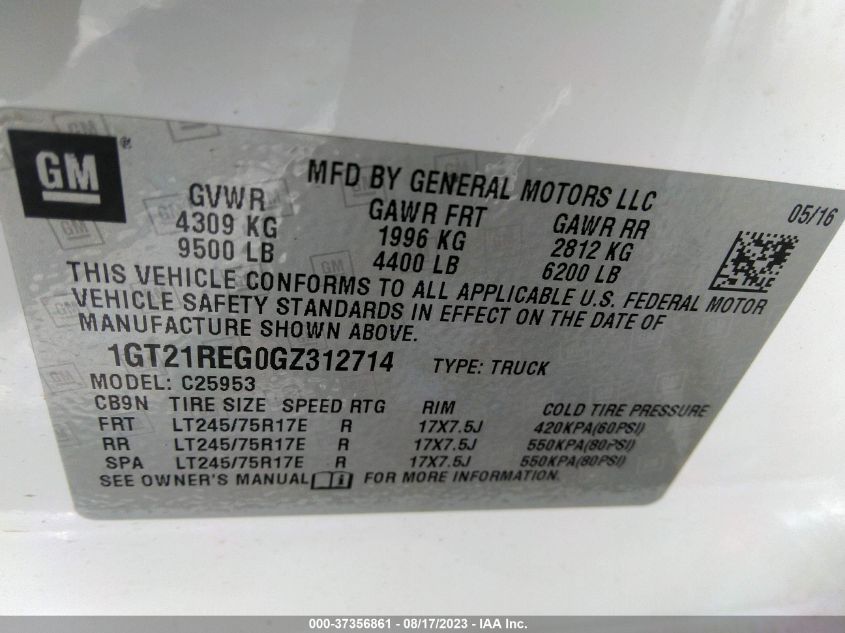 GM®
MFD BY GENERAL MOTORS LLC
05/16
GVWR GAWR FRT GAWR RR
4309 KG 1996 KG 2812 KG
9500 LB 4400 LB 6200 LB
THIS VEHICLE CONFORMS TO ALL APPLICABLE U.S. FEDERAL MOTOR
VEHICLE SAFETY STANDARDS IN EFFECT ON THE DATE OF
MANUFACTURE SHOWN ABOVE.
1GT21REG0GZ312714 TYPE: TRUCK
MODEL: C25953
CB9N TIRE SIZE SPEED RTG RIM COLD TIRE PRESSURE
FRT LT245/75R17E R 17X7.5J 420KPA(60PSI)
RR LT245/75R17E R 17X7.5J 550KPA(80PSI)
SPA LT245/75R17E R 17X7.5J 550KPA(80PSI)
SEE OWNER'S MANUAL FOR MORE INFORMATION.
000-37356861 - 08/17/2023 - IAA Inc.